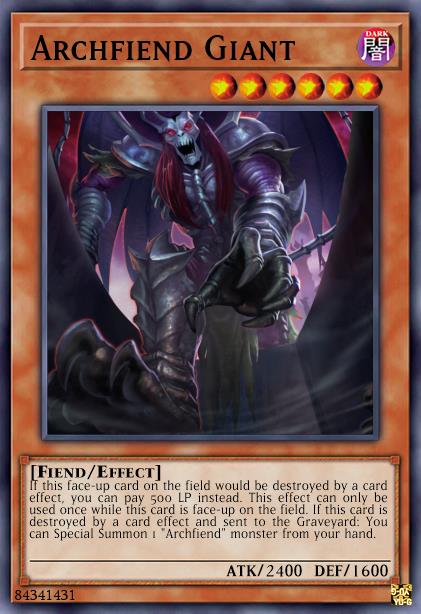 ARCHFIEND GIANT
DARK
闇
[FIEND/EFFECT]
If this face-up card on the field would be destroyed by a card
effect, you can pay 500 LP instead. This effect can only be
used once while this card is face-up on the field. If this card is
destroyed by a card effect and sent to the Graveyard: You
can Special Summon 1 "Archfiend" monster from your hand.
ATK/2400 DEF/1600
84341431